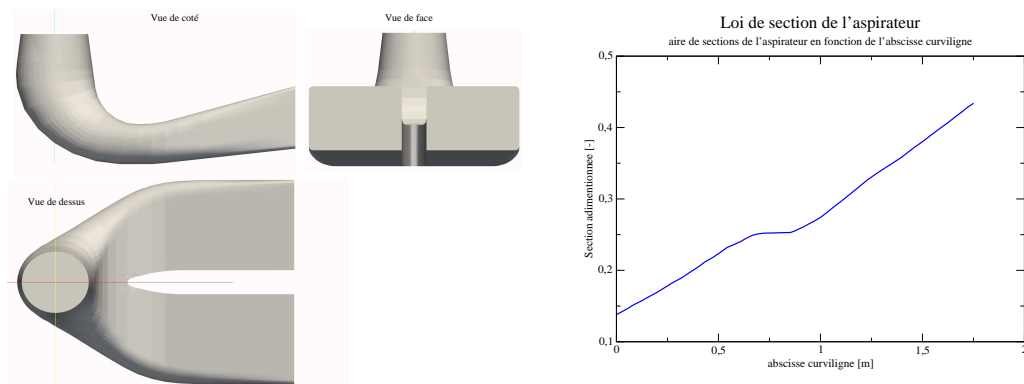 Vue de coté
Vue de face
Vue de dessus
Loi de section de l'aspirateur
aire de sections de l'aspirateur en fonction de l'abscisse curviligne
0,5
0,4
0,3
0,2
0,1
Section adimentionnee [-]
0
0,5
1
1,5
2
abscisse curviligne [m]